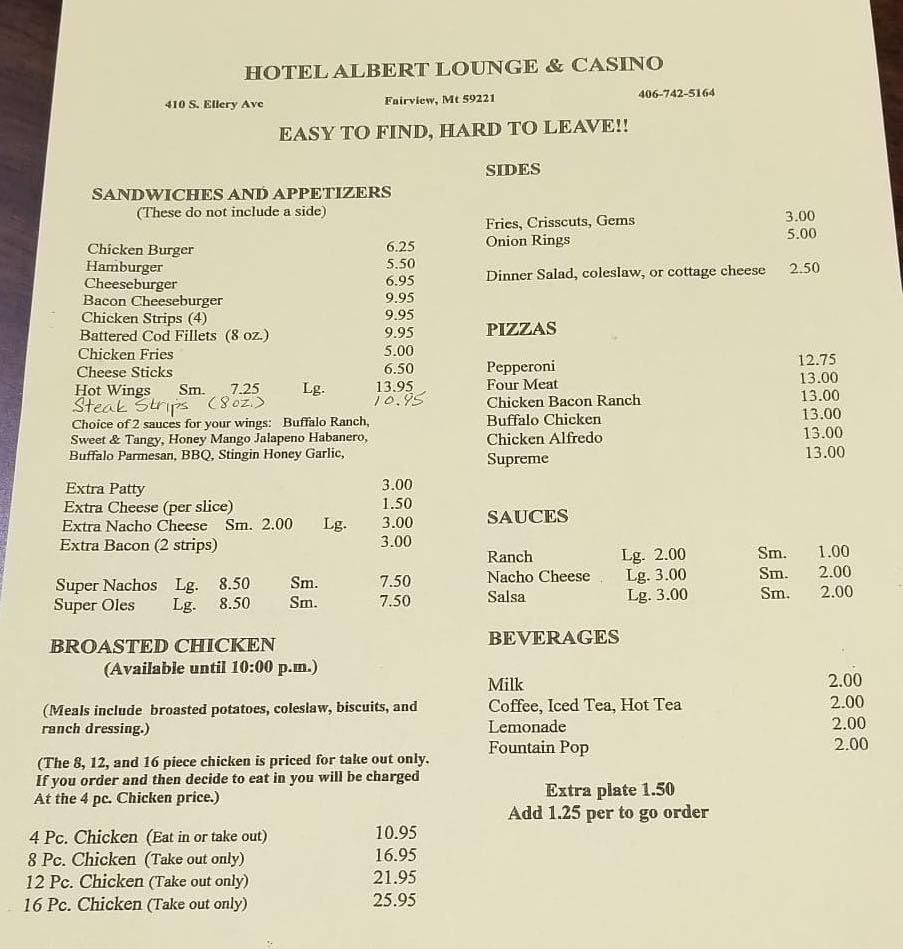 HOTEL ALBERT LOUNGE & CASINO
410 S. Ellery Ave Fairview, Mt 59221 406-742-5164
EASY TO FIND, HARD TO LEAVE!!
SANDWICHES AND APPETIZERS
(These do not include a side)
Chicken Burger 6.25
Hamburger 5.50
Cheeseburger 6.95
Bacon Cheeseburger 9.95
Chicken Strips (4) 9.95
Battered Cod Fillets (8 oz.) 9.95
Chicken Fries 5.00
Cheese Sticks 6.50
Hot Wings Sm. 7.25 Lg. 13.95
Steak Strips (8oz.) 10.95
Choice of 2 sauces for your wings: Buffalo Ranch,
Sweet & Tangy, Honey Mango Jalapeno Habanero,
Buffalo Parmesan, BBQ, Stingin Honey Garlic,
Extra Patty 3.00
Extra Cheese (per slice) 1.50
Extra Nacho Cheese Sm. 2.00 Lg. 3.00
Extra Bacon (2 strips) 3.00
Super Nachos Lg. 8.50 Sm. 7.50
Super Oles Lg. 8.50 Sm. 7.50
BROASTED CHICKEN
(Available until 10:00 p.m.)
(Meals include broasted potatoes, coleslaw, biscuits, and
ranch dressing.)
(The 8, 12, and 16 piece chicken is priced for take out only.
If you order and then decide to eat in you will be charged
At the 4 pc. Chicken price.)
4 Pc. Chicken (Eat in or take out) 10.95
8 Pc. Chicken (Take out only) 16.95
12 Pc. Chicken (Take out only) 21.95
16 Pc. Chicken (Take out only) 25.95
SIDES
Fries, Crisscuts, Gems 3.00
Onion Rings 5.00
Dinner Salad, coleslaw, or cottage cheese 2.50
PIZZAS
Pepperoni 12.75
Four Meat 13.00
Chicken Bacon Ranch 13.00
Buffalo Chicken 13.00
Chicken Alfredo 13.00
Supreme 13.00
SAUCES
Ranch Lg. 2.00 Sm. 1.00
Nacho Cheese Lg. 3.00 Sm. 2.00
Salsa Lg. 3.00 Sm. 2.00
BEVERAGES
Milk 2.00
Coffee, Iced Tea, Hot Tea 2.00
Lemonade 2.00
Fountain Pop 2.00
Extra plate 1.50
Add 1.25 per to go order